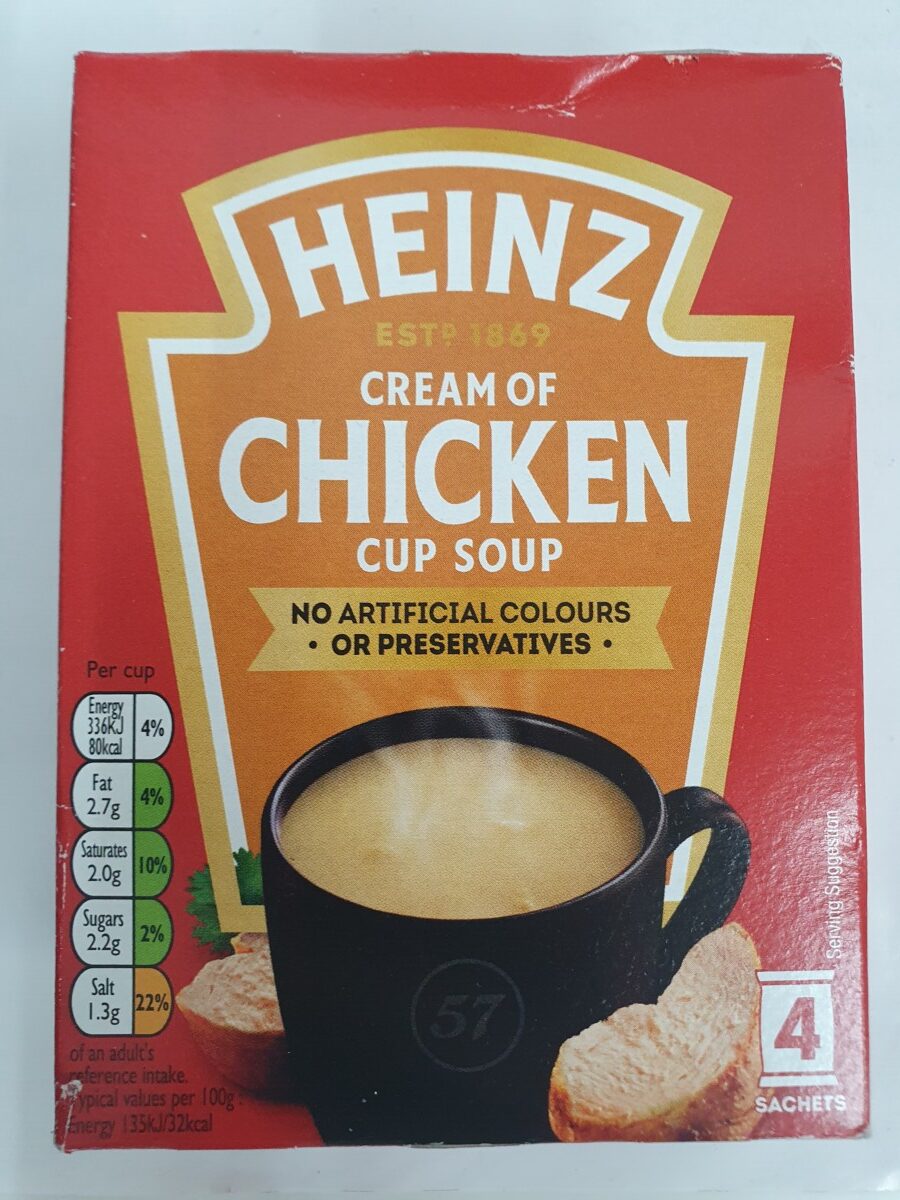 HEINZ
ESTD 1869
CREAM OF
CHICKEN
CUP SOUP
NO ARTIFICIAL COLOURS
• OR PRESERVATIVES •
Per cup
Energy
336KJ
80kcal
4%
Fat
2.7g
4%
Saturates
2.0g
10%
Sugars
2.2g
2%
Salt
1.3g
22%
of an adult's
reference intake.
Typical values per 100g :
Energy 135kJ/32kcal
57
Serving Suggestion
4
SACHETS